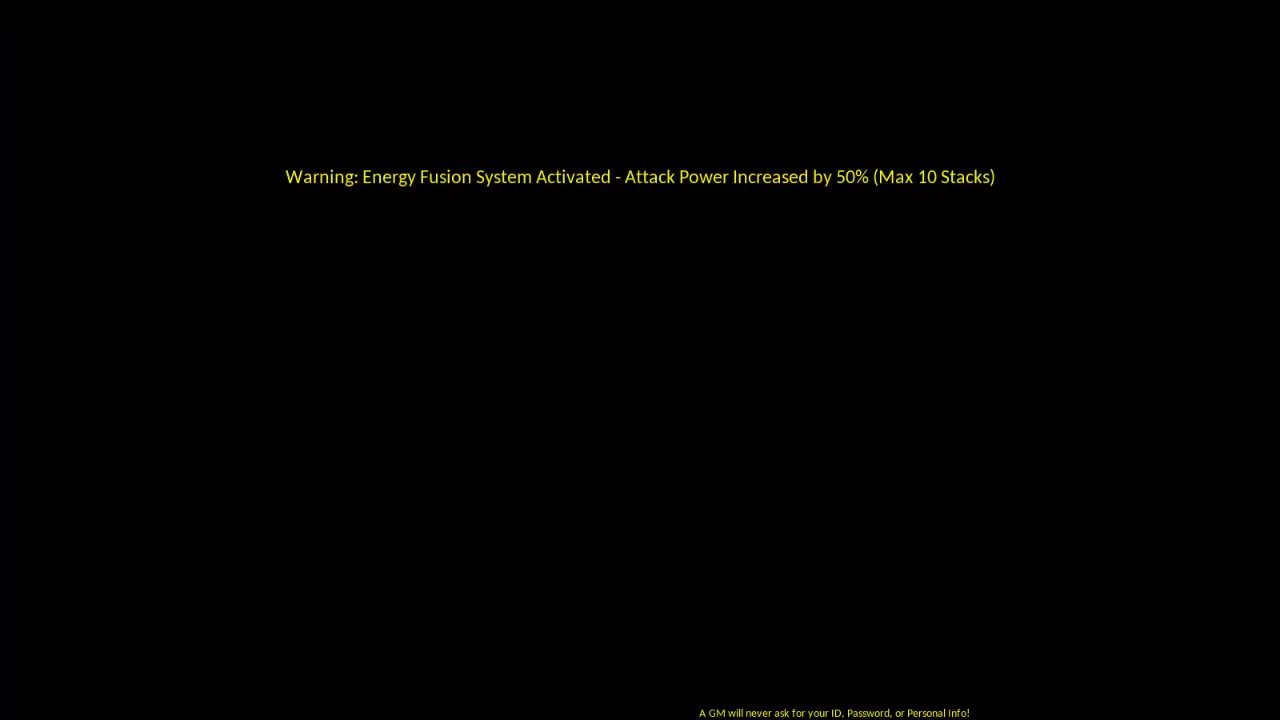 Warning: Energy Fusion System Activated - Attack Power Increased by 50% (Max 10 Stacks)
A GM will never ask for your ID, Password, or Personal Info!